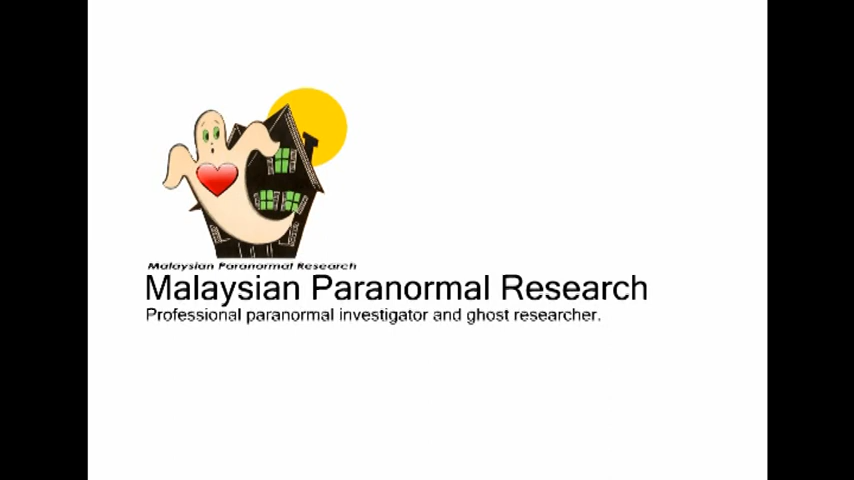 Malaysian Paranormal Research
Malaysian Paranormal Research
Professional paranormal investigator and ghost researcher.